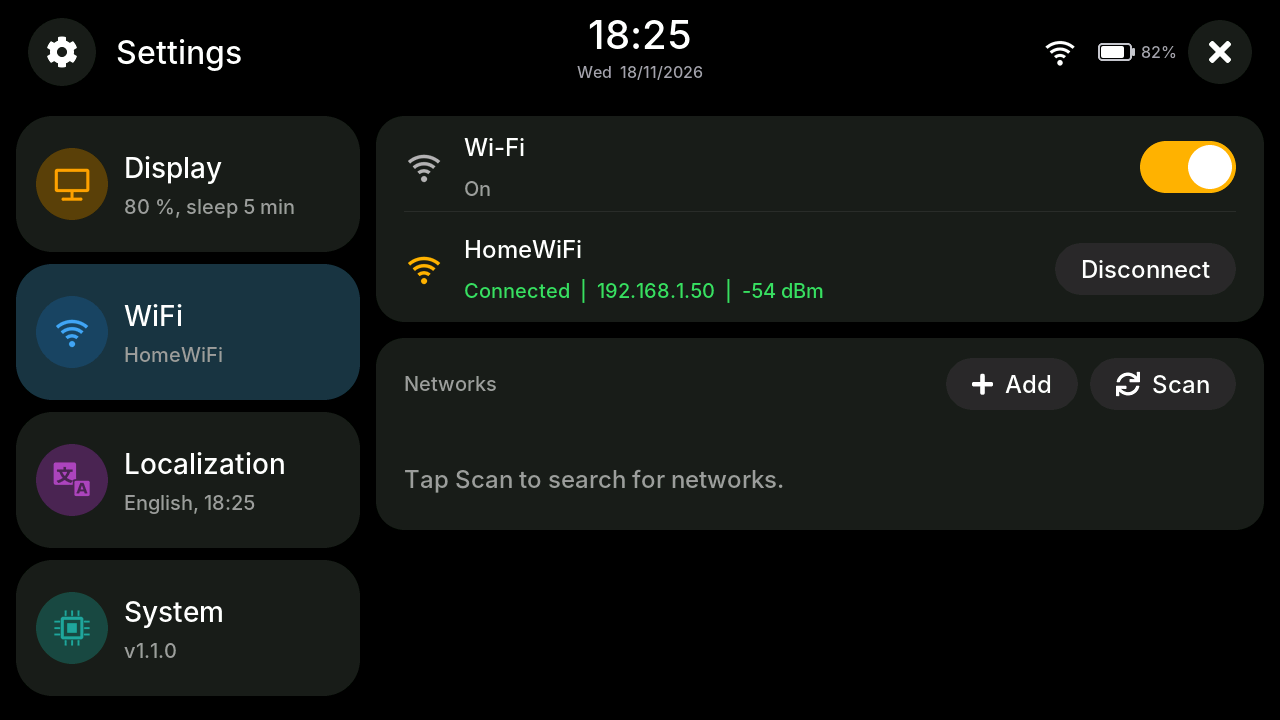 Settings
18:25
Wed 18/11/2026
82%
Display
80 %, sleep 5 min
WiFi
HomeWiFi
Localization
English, 18:25
System
v1.1.0
Wi-Fi
On
HomeWiFi
Connected | 192.168.1.50 | -54 dBm
Disconnect
Networks
Add
Scan
Tap Scan to search for networks.